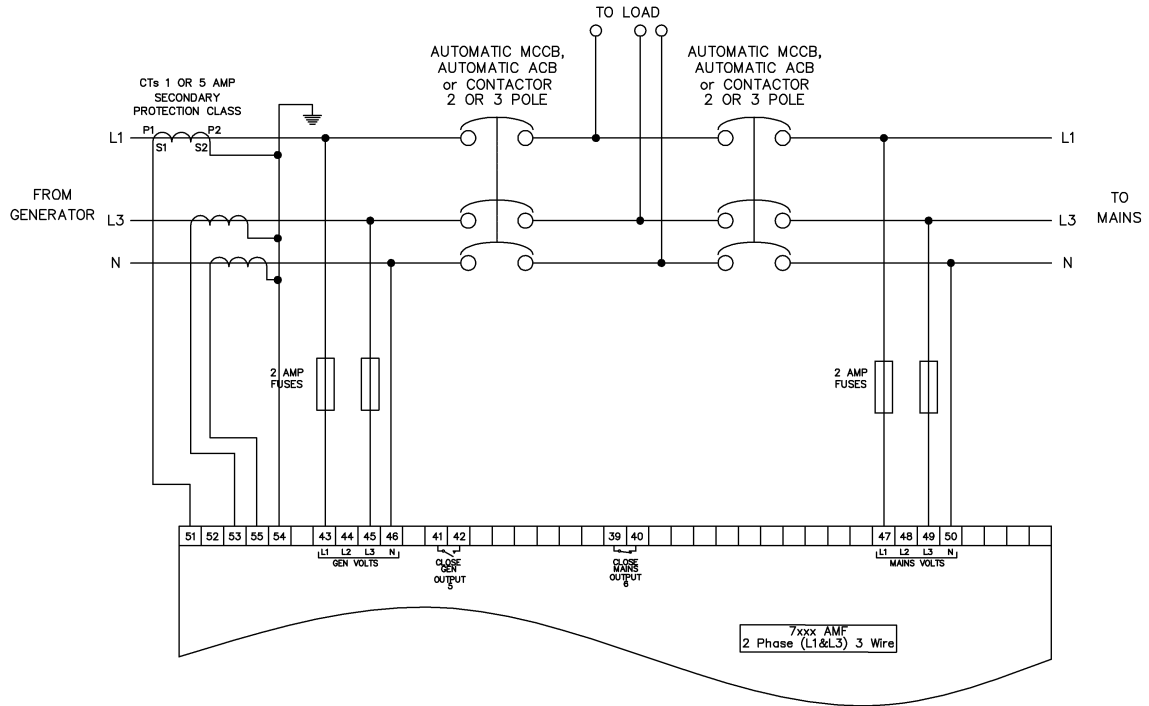 TO LOAD
AUTOMATIC MCCB,
AUTOMATIC ACB
or CONTACTOR
2 OR 3 POLE
AUTOMATIC MCCB,
AUTOMATIC ACB
or CONTACTOR
2 OR 3 POLE
CTs 1 OR 5 AMP
SECONDARY
PROTECTION CLASS
P1 P2
L1 L1
S1 S2
FROM
GENERATOR
L3 L3
TO
MAINS
N N
2 AMP
FUSES
2 AMP
FUSES
51 52 53 55 54 43 44 45 46 41 42 39 40 47 48 49 50
L1 L2 L3 N
GEN VOLTS
CLOSE
GEN
OUTPUT
5
CLOSE
MAINS
OUTPUT
6
L1 L2 L3 N
MAINS VOLTS
7xxx AMF
2 Phase (L1&L3) 3 Wire